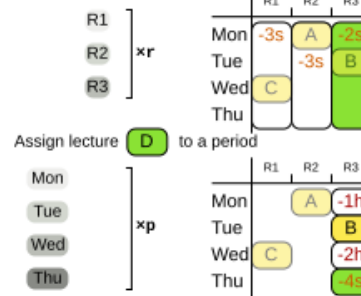 R1 R2 R3
R1
R2
R3
×r
Mon -3s A -2s
Tue -3s B
Wed C
Thu
Assign lecture D to a period
R1 R2 R3
Mon
Tue
Wed
Thu
×p
Mon A -1h
Tue B
Wed C -2h
Thu -4s